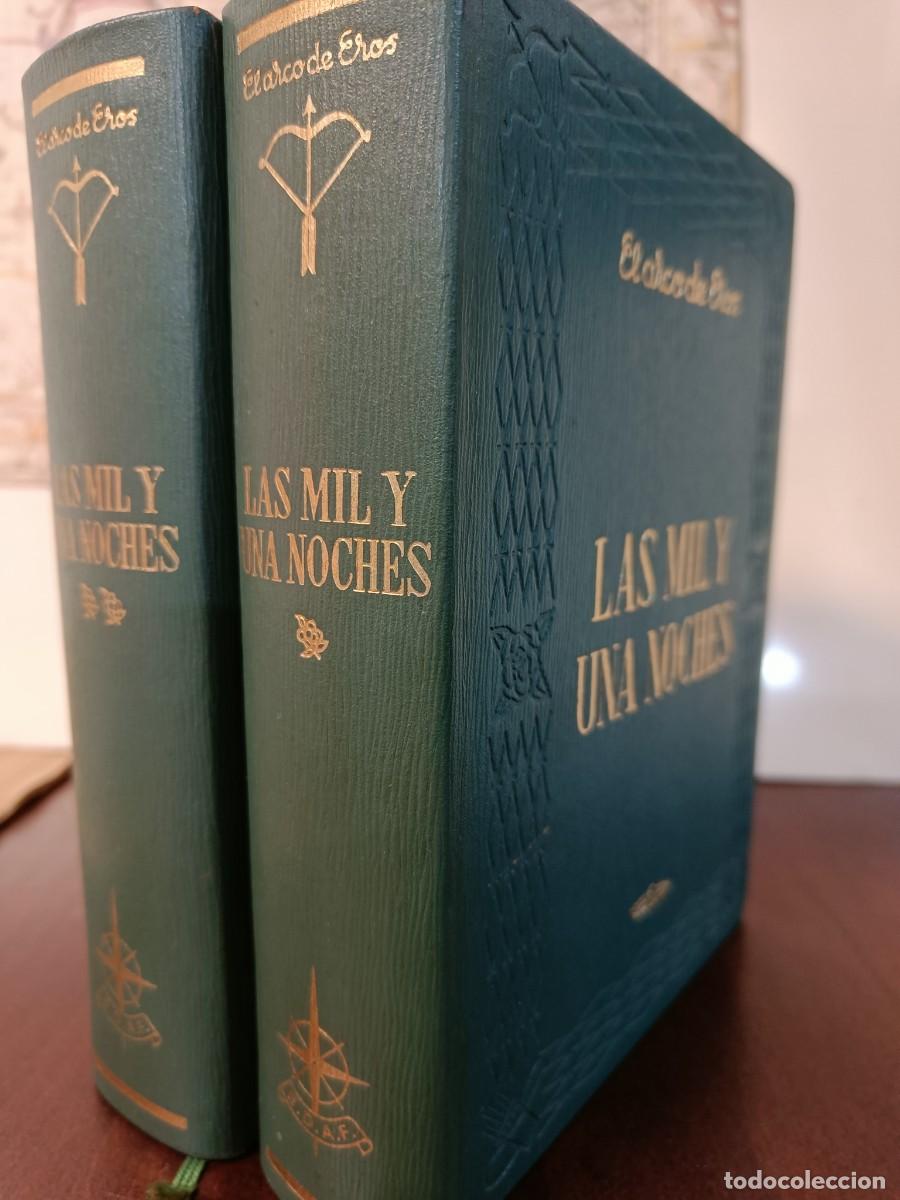 El arco de Eros
LAS MIL Y
UNA NOCHES
El arco de Eros
LAS MIL Y
UNA NOCHES
E.D.A.F.
El arco de Eros
LAS MIL Y
UNA NOCHES
todocoleccion